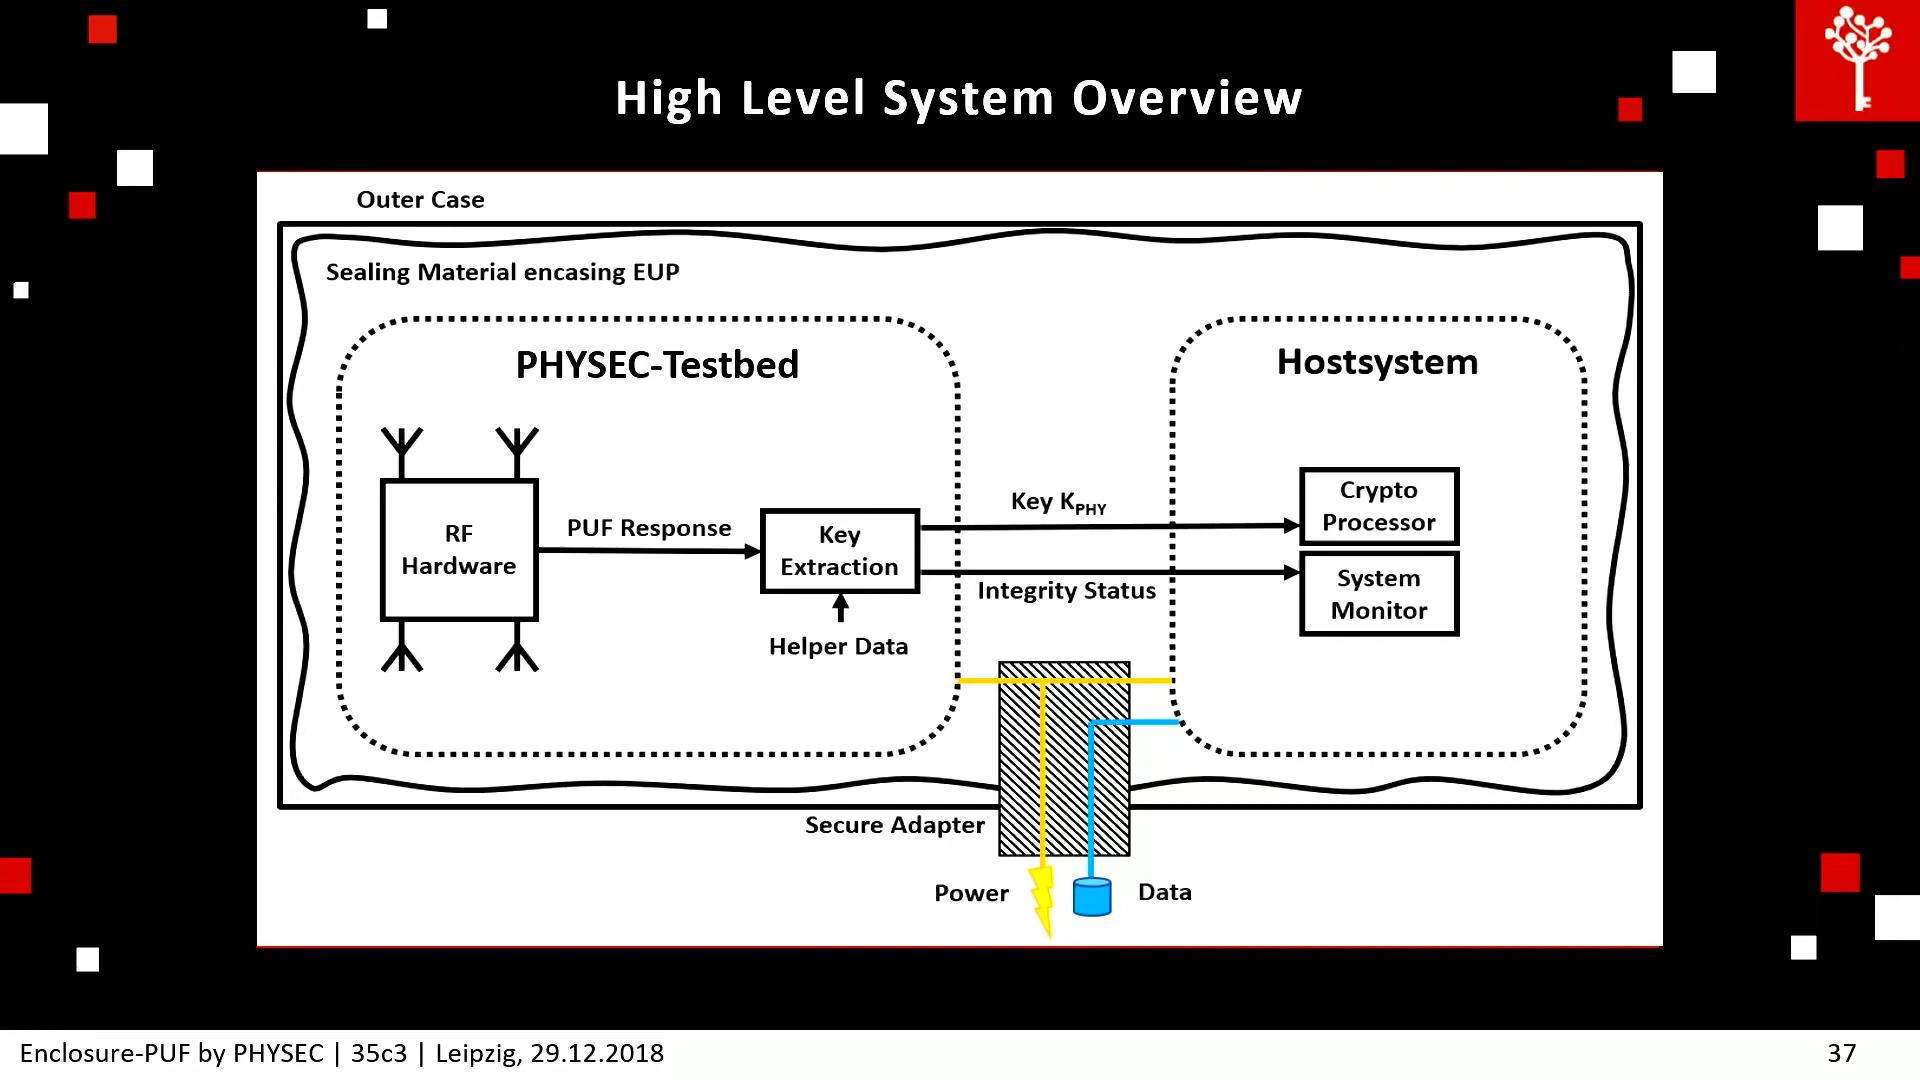 High Level System Overview
Outer Case
Sealing Material encasing EUP
PHYSEC-Testbed
Hostsystem
RF
Hardware
PUF Response
Key
Extraction
Helper Data
Key KPHY
Integrity Status
Crypto
Processor
System
Monitor
Secure Adapter
Power
Data
Enclosure-PUF by PHYSEC | 35c3 | Leipzig, 29.12.2018
37